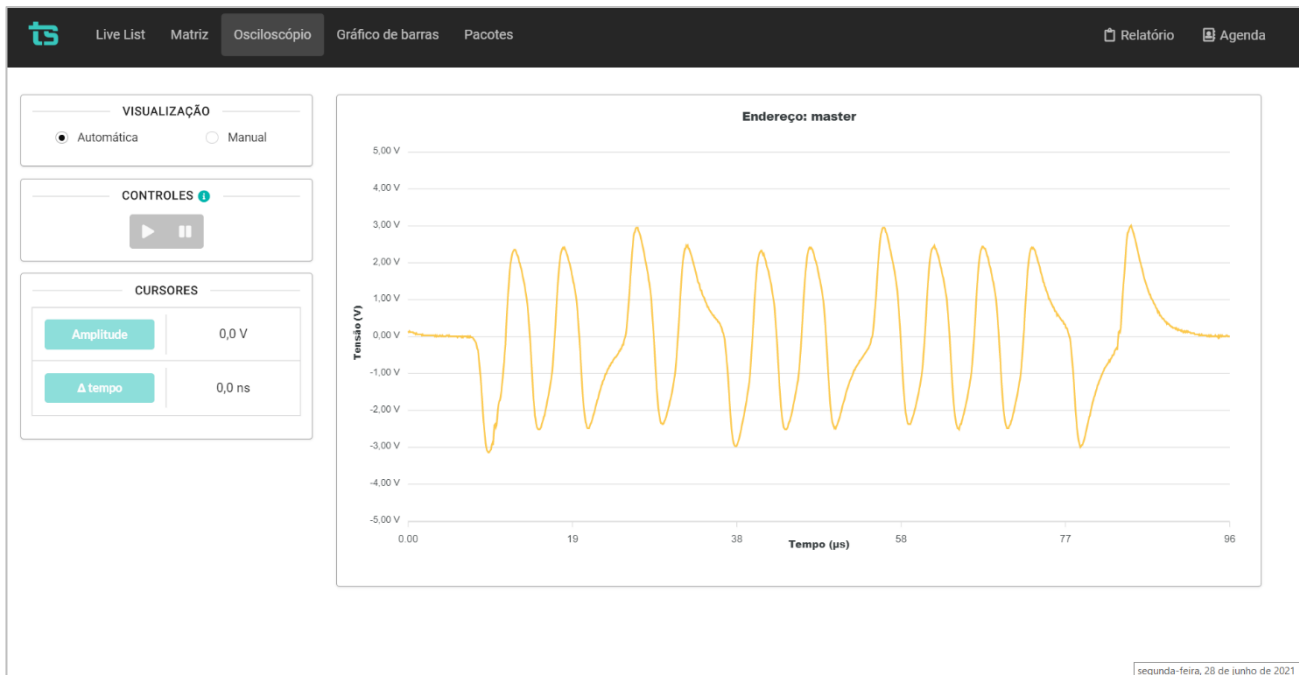 ts Live List Matriz Osciloscópio Gráfico de barras Pacotes Relatório Agenda
VISUALIZAÇÃO
Automática Manual
CONTROLES
CURSORES
Amplitude 0,0 V
Δ tempo 0,0 ns
Endereço: master
5,00 V
4,00 V
3,00 V
2,00 V
1,00 V
0,00 V
-1,00 V
-2,00 V
-3,00 V
-4,00 V
-5,00 V
Tensão (V)
0.00 19 38 58 77 96
Tempo (µs)
segunda-feira, 28 de junho de 2021